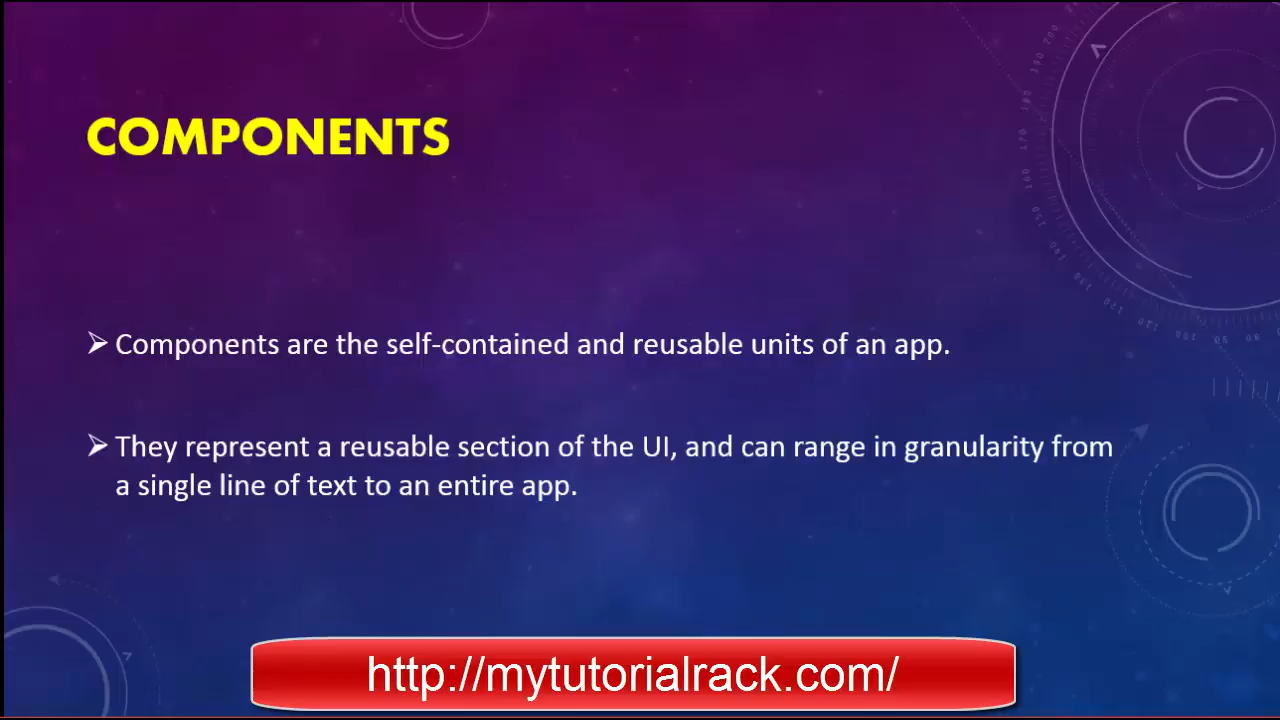 COMPONENTS
Components are the self-contained and reusable units of an app.
They represent a reusable section of the UI, and can range in granularity from
a single line of text to an entire app.
http://mytutorialrack.com/